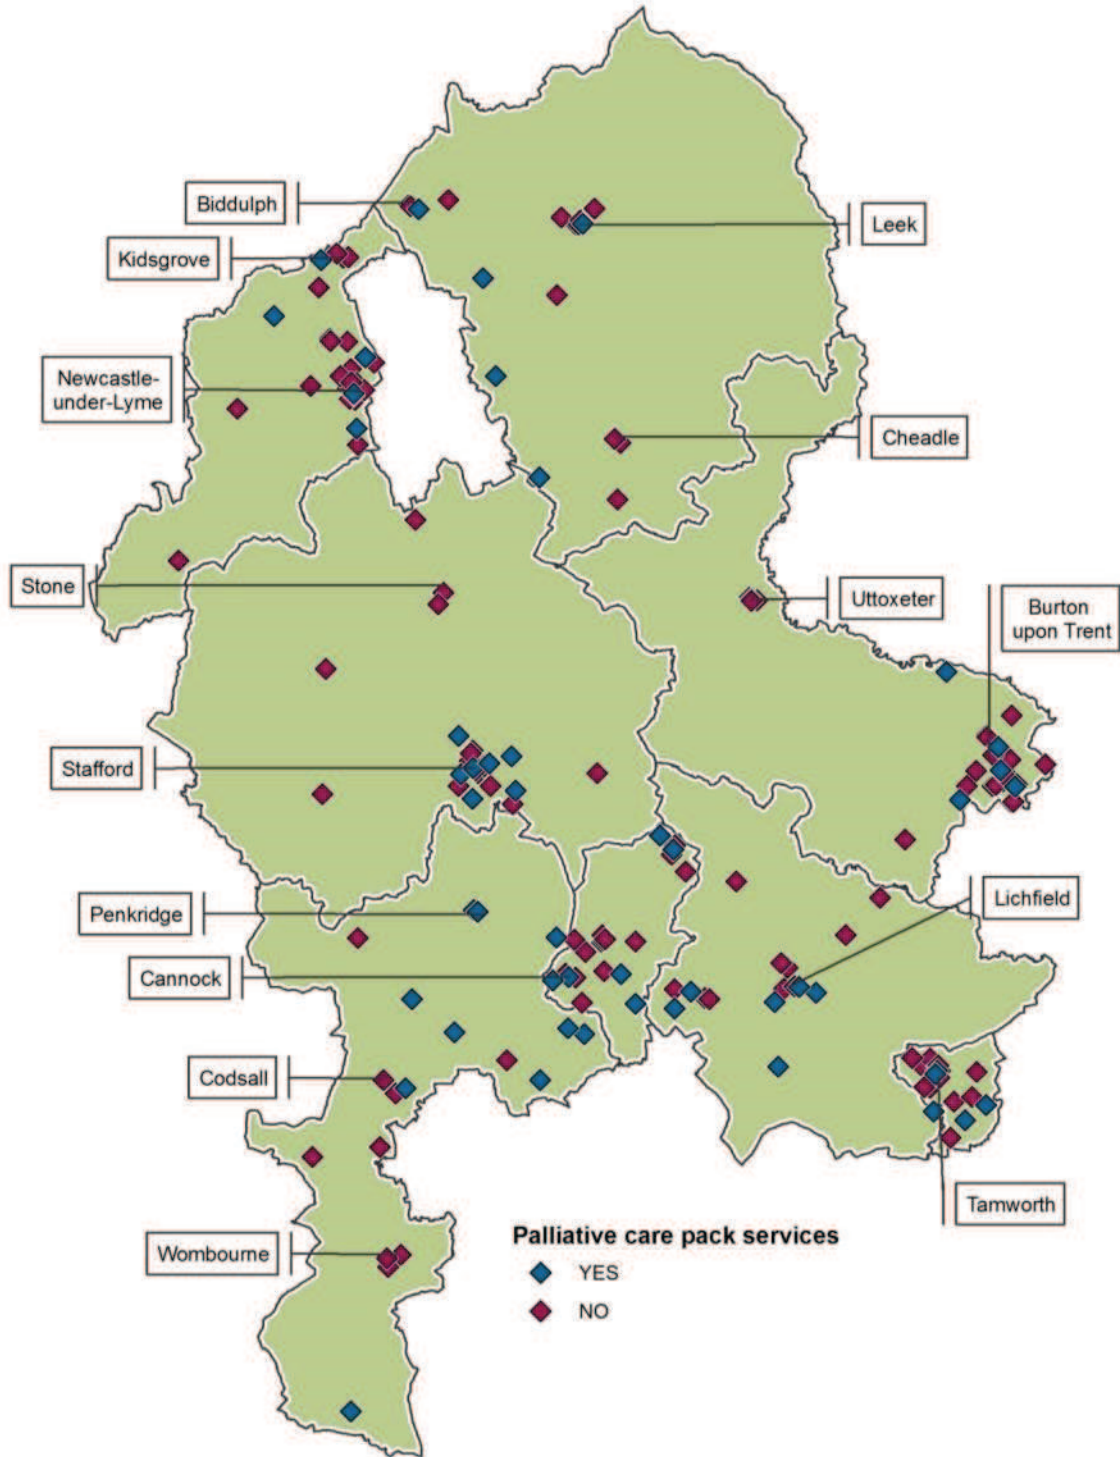 Biddulph
Leek
Kidsgrove
Newcastle-
under-Lyme
Cheadle
Stone
Uttoxeter
Burton
upon Trent
Stafford
Penkridge
Lichfield
Cannock
Codsall
Tamworth
Wombourne
Palliative care pack services
YES
NO